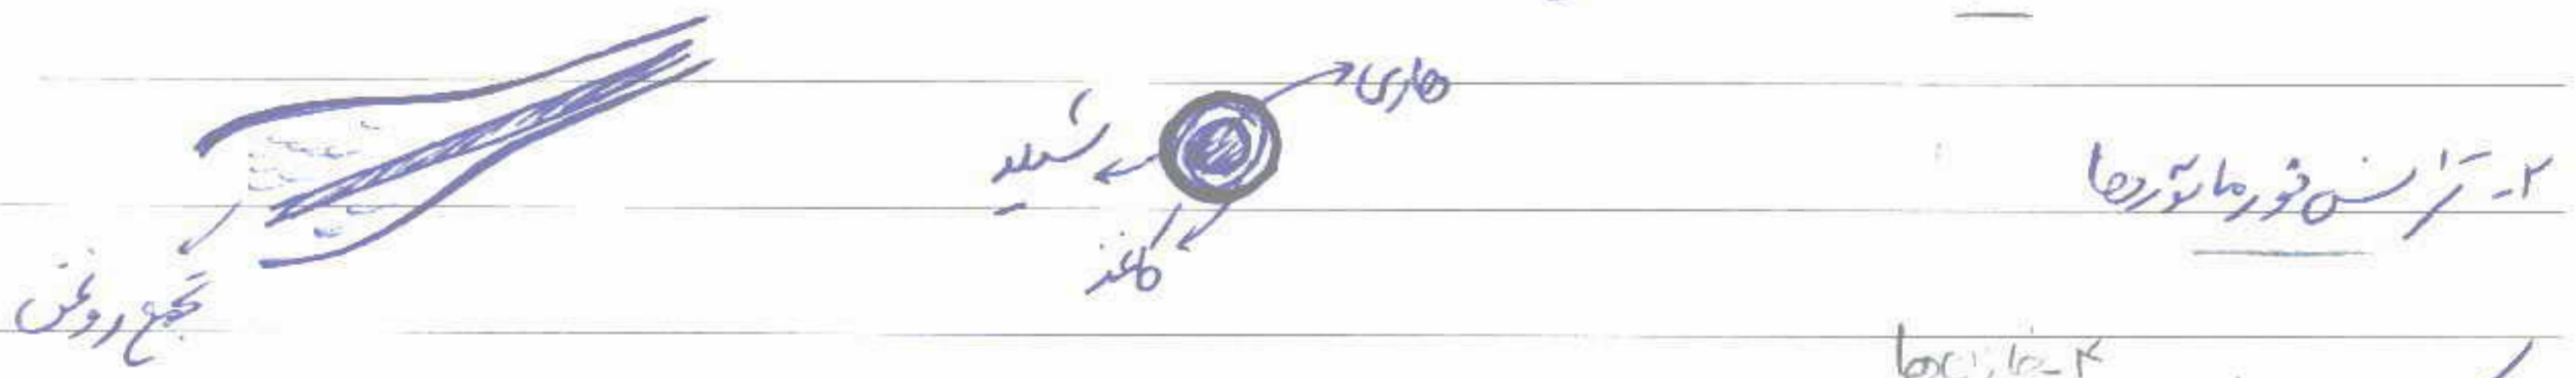 هادی
شیلد
۲- ترانسفورماتورها
کاغذ
تجمع روغن